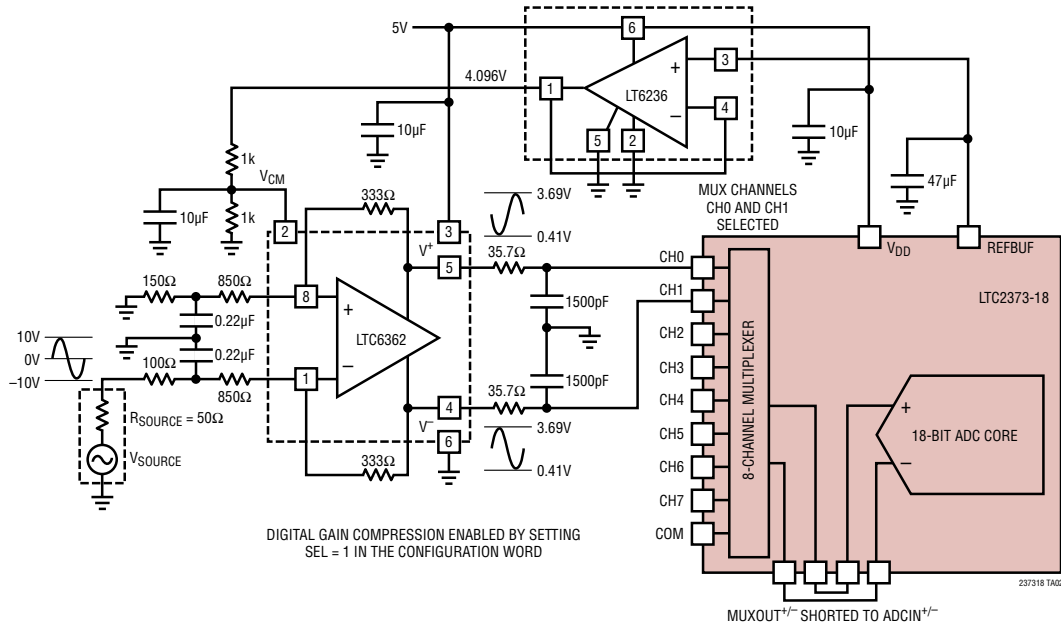 5V
6
3
4.096V
1
+
LT6236
–
4
5
2
10µF
10µF
47µF
1k
VCM
10µF
1k
2
333Ω
3
V+
3.69V
0.41V
MUX CHANNELS
CH0 AND CH1
SELECTED
VDD
REFBUF
LTC2373-18
150Ω
850Ω
8
5
35.7Ω
CH0
0.22µF
0.22µF
+
LTC6362
–
1500pF
1500pF
CH1
CH2
CH3
CH4
CH5
CH6
CH7
COM
8-CHANNEL MULTIPLEXER
+
18-BIT ADC CORE
–
10V
0V
–10V
100Ω
850Ω
1
4
35.7Ω
V–
6
3.69V
0.41V
RSOURCE = 50Ω
VSOURCE
333Ω
DIGITAL GAIN COMPRESSION ENABLED BY SETTING
SEL = 1 IN THE CONFIGURATION WORD
237318 TA02
MUXOUT+/– SHORTED TO ADCIN+/–